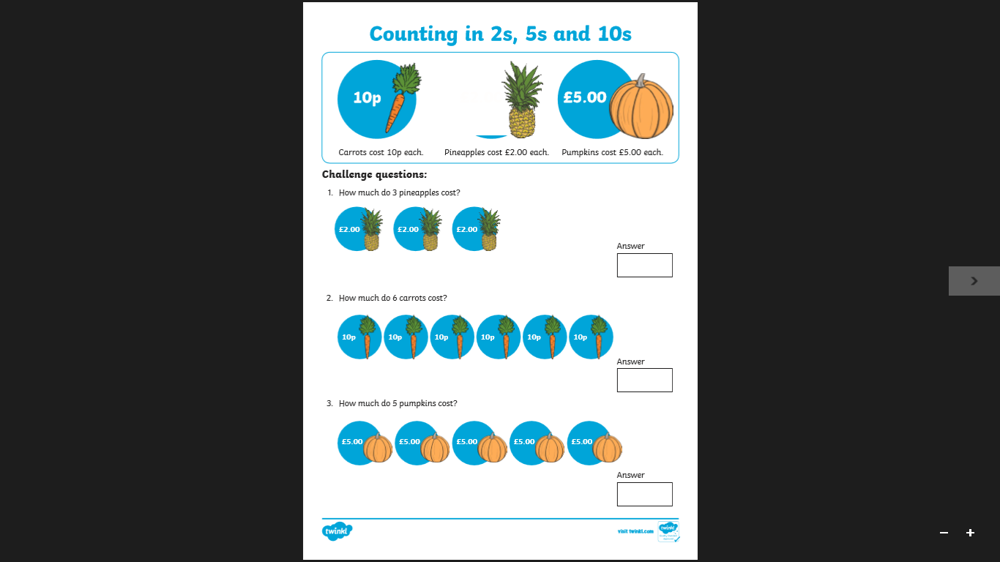 Counting in 2s, 5s and 10s
10p
£5.00
Carrots cost 10p each.
Pineapples cost £2.00 each.
Pumpkins cost £5.00 each.
Challenge questions:
1. How much do 3 pineapples cost?
£2.00 £2.00 £2.00
Answer
2. How much do 6 carrots cost?
10p 10p 10p 10p 10p 10p
Answer
3. How much do 5 pumpkins cost?
£5.00 £5.00 £5.00 £5.00 £5.00
Answer
twinkl
visit twinkl.com
twinkl